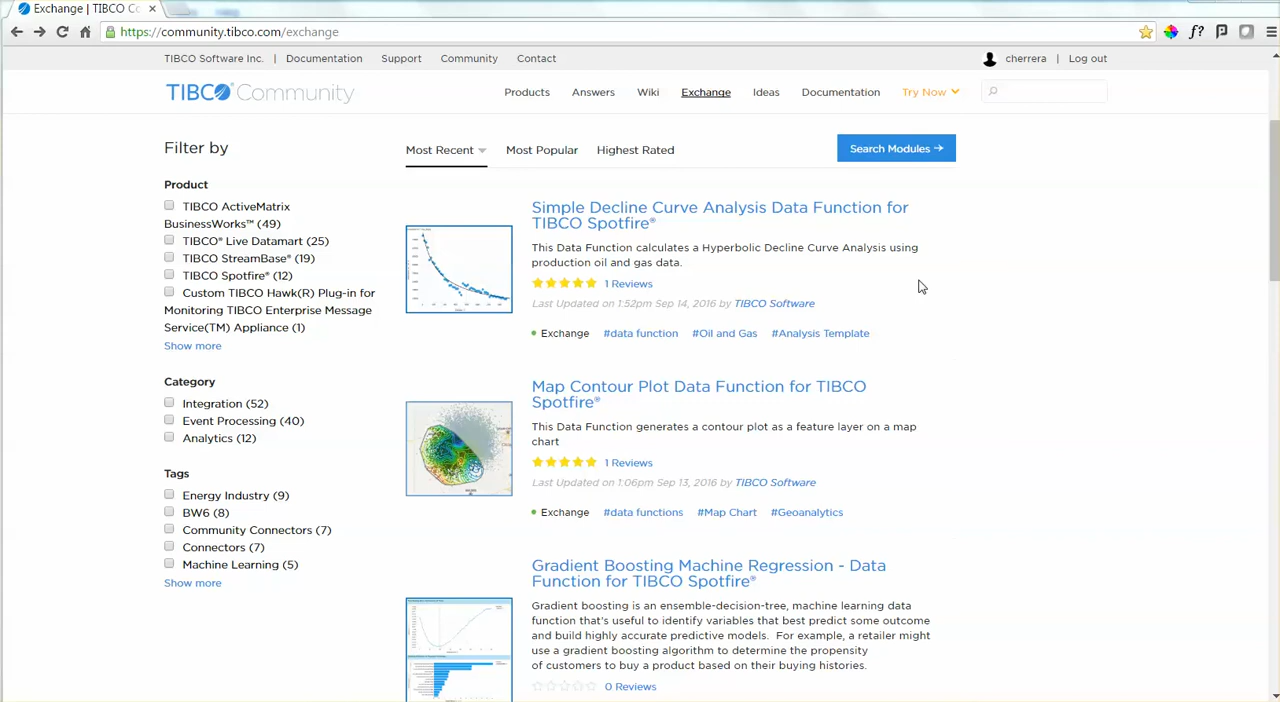 Exchange | TIBCO Co
https://community.tibco.com/exchange
TIBCO Software Inc. | Documentation Support Community Contact
cherrera | Log out
TIBCO Community
Products Answers Wiki Exchange Ideas Documentation Try Now
Filter by
Most Recent Most Popular Highest Rated
Search Modules →
Product
TIBCO ActiveMatrix
BusinessWorks™ (49)
TIBCO® Live Datamart (25)
TIBCO StreamBase® (19)
TIBCO Spotfire® (12)
Custom TIBCO Hawk(R) Plug-in for
Monitoring TIBCO Enterprise Message
Service(TM) Appliance (1)
Show more
Category
Integration (52)
Event Processing (40)
Analytics (12)
Tags
Energy Industry (9)
BW6 (8)
Community Connectors (7)
Connectors (7)
Machine Learning (5)
Show more
Simple Decline Curve Analysis Data Function for
TIBCO Spotfire®
This Data Function calculates a Hyperbolic Decline Curve Analysis using
production oil and gas data.
1 Reviews
Last Updated on 1:52pm Sep 14, 2016 by TIBCO Software
Exchange #data function #Oil and Gas #Analysis Template
Map Contour Plot Data Function for TIBCO
Spotfire®
This Data Function generates a contour plot as a feature layer on a map
chart
1 Reviews
Last Updated on 1:06pm Sep 13, 2016 by TIBCO Software
Exchange #data functions #Map Chart #Geoanalytics
Gradient Boosting Machine Regression - Data
Function for TIBCO Spotfire®
Gradient boosting is an ensemble-decision-tree, machine learning data
function that's useful to identify variables that best predict some outcome
and build highly accurate predictive models. For example, a retailer might
use a gradient boosting algorithm to determine the propensity
of customers to buy a product based on their buying histories.
0 Reviews